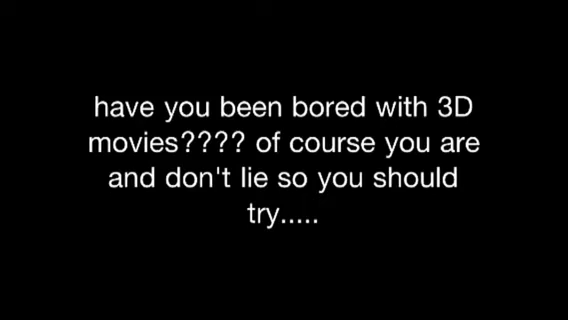 have you been bored with 3D
movies???? of course you are
and don't lie so you should
try.....